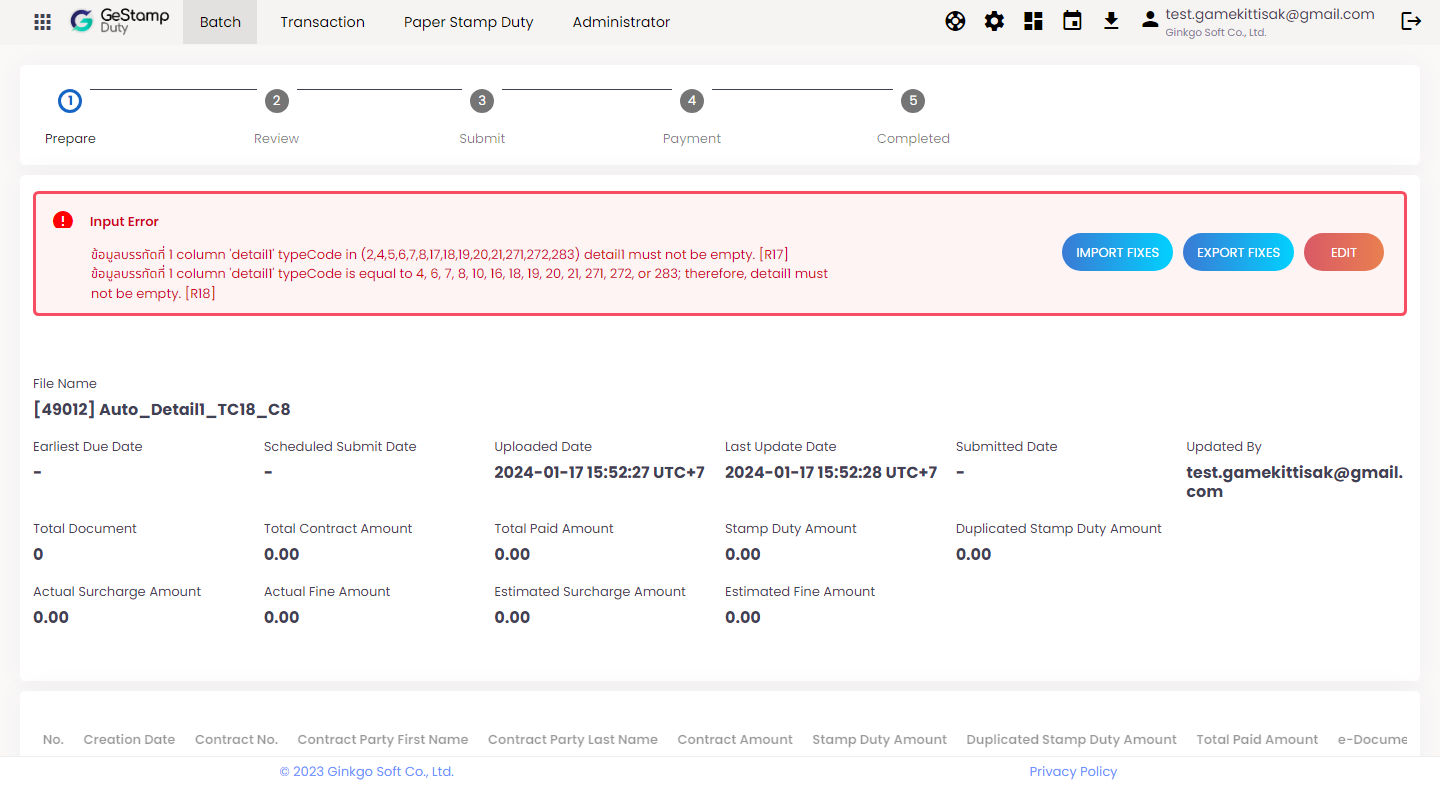 GeStamp
Duty
Batch
Transaction
Paper Stamp Duty
Administrator
test.gamekittisak@gmail.com
Ginkgo Soft Co., Ltd.
1
2
3
4
5
Prepare
Review
Submit
Payment
Completed
Input Error
ข้อมูลบรรทัดที่ 1 column 'detail1' typeCode in (2,4,5,6,7,8,17,18,19,20,21,271,272,283) detail1 must not be empty. [R17]
ข้อมูลบรรทัดที่ 1 column 'detail1' typeCode is equal to 4, 6, 7, 8, 10, 16, 18, 19, 20, 21, 271, 272, or 283; therefore, detail1 must
not be empty. [R18]
IMPORT FIXES
EXPORT FIXES
EDIT
File Name
[49012] Auto_Detail1_TC18_C8
Earliest Due Date
Scheduled Submit Date
Uploaded Date
Last Update Date
Submitted Date
Updated By
-
-
2024-01-17 15:52:27 UTC+7
2024-01-17 15:52:28 UTC+7
-
test.gamekittisak@gmail.
com
Total Document
Total Contract Amount
Total Paid Amount
Stamp Duty Amount
Duplicated Stamp Duty Amount
0
0.00
0.00
0.00
0.00
Actual Surcharge Amount
Actual Fine Amount
Estimated Surcharge Amount
Estimated Fine Amount
0.00
0.00
0.00
0.00
No.
Creation Date
Contract No.
Contract Party First Name
Contract Party Last Name
Contract Amount
Stamp Duty Amount
Duplicated Stamp Duty Amount
Total Paid Amount
e-Docume
© 2023 Ginkgo Soft Co., Ltd.
Privacy Policy